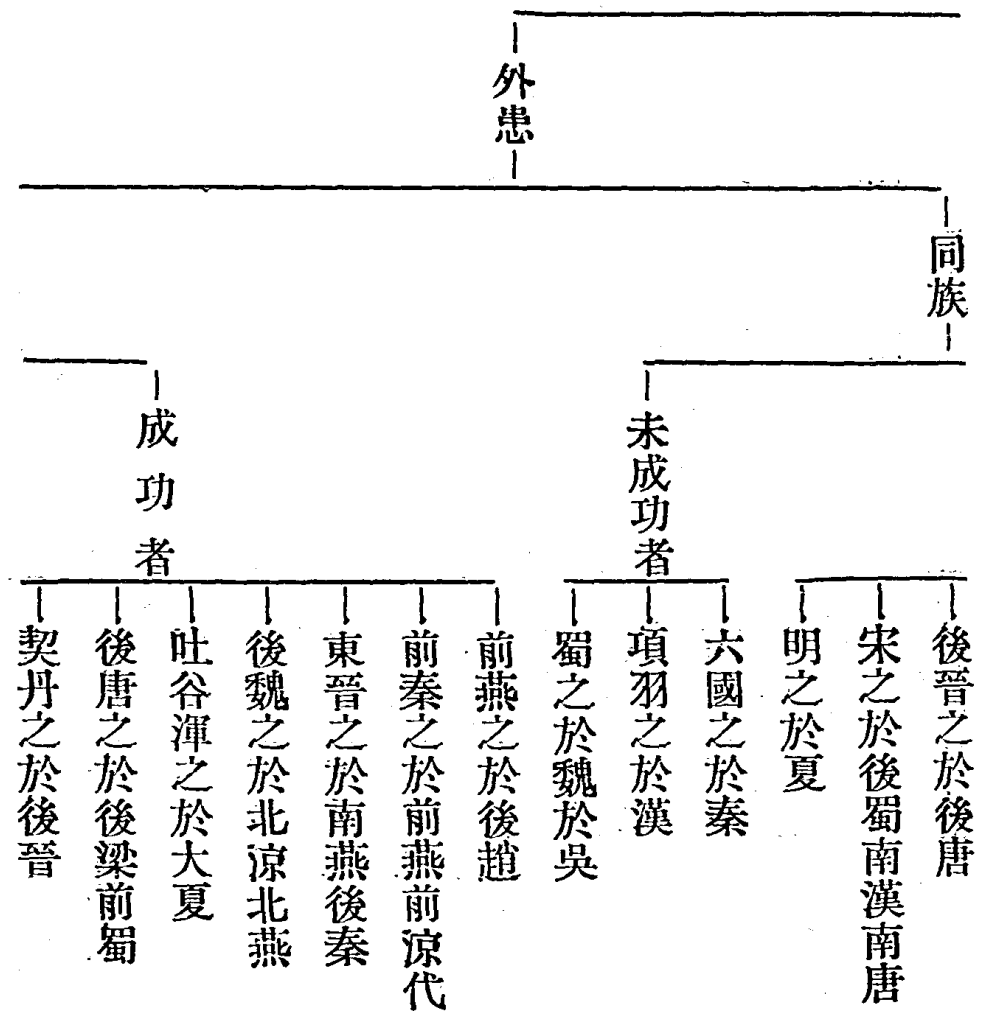 外患
同族
後晉之於後唐
宋之於後蜀南漢南唐
明之於夏
未成功者
六國之於秦
項羽之於漢
蜀之於魏於吳
成功者
前燕之於後趙
前秦之於前燕前涼代
東晉之於南燕後秦
後魏之於北涼北燕
吐谷渾之於大夏
後唐之於後梁前蜀
契丹之於後晉